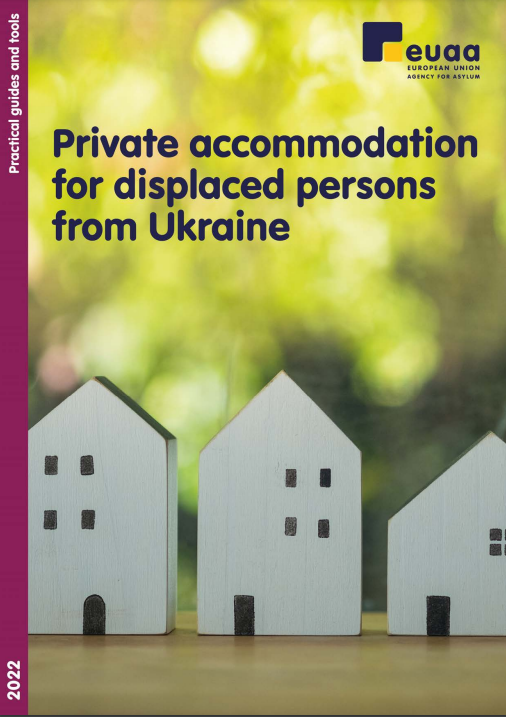 Practical guides and tools
euaa
EUROPEAN UNION
AGENCY FOR ASYLUM
Private accommodation
for displaced persons
from Ukraine
2022